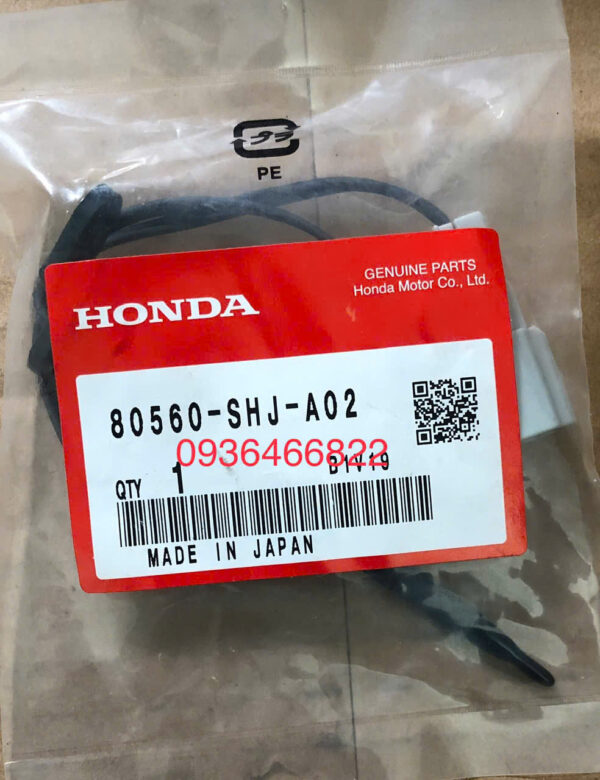 PE
GENUINE PARTS
HONDA
Honda Motor Co., Ltd.
80560-SHJ-A02
0936466822
QTY 1
B1V19
MADE IN JAPAN